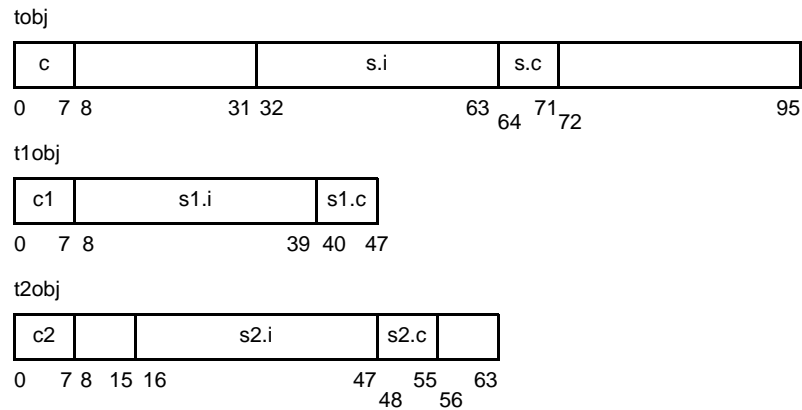 tobj
c s.i s.c
0 7 8 31 32 63 64 71 72 95
t1obj
c1 s1.i s1.c
0 7 8 39 40 47
t2obj
c2 s2.i s2.c
0 7 8 15 16 47 48 55 56 63